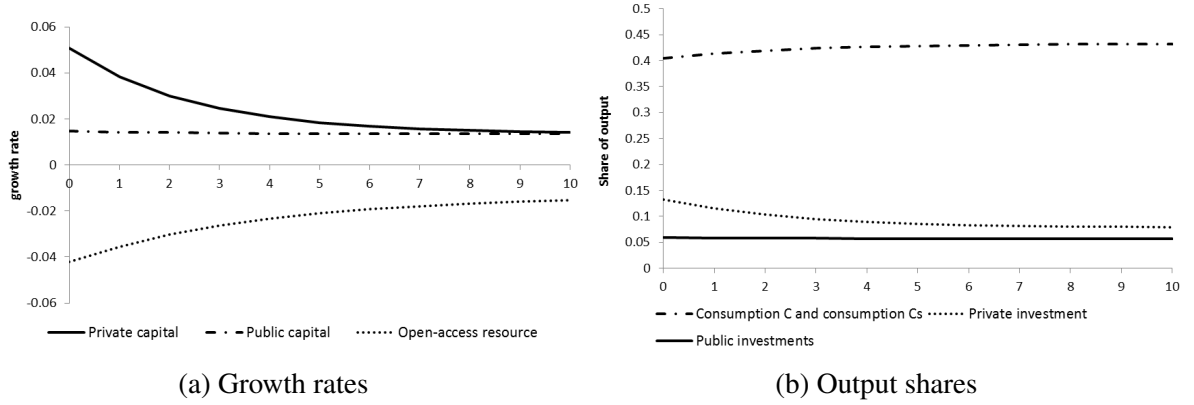 0.06
0.04
0.02
0
-0.02
-0.04
-0.06
growth rate
0 1 2 3 4 5 6 7 8 9 10
Private capital Public capital Open-access resource
(a) Growth rates
0.5
0.45
0.4
0.35
0.3
0.25
0.2
0.15
0.1
0.05
0
Share of output
0 1 2 3 4 5 6 7 8 9 10
Consumption C and consumption Cs Private investment
Public investments
(b) Output shares